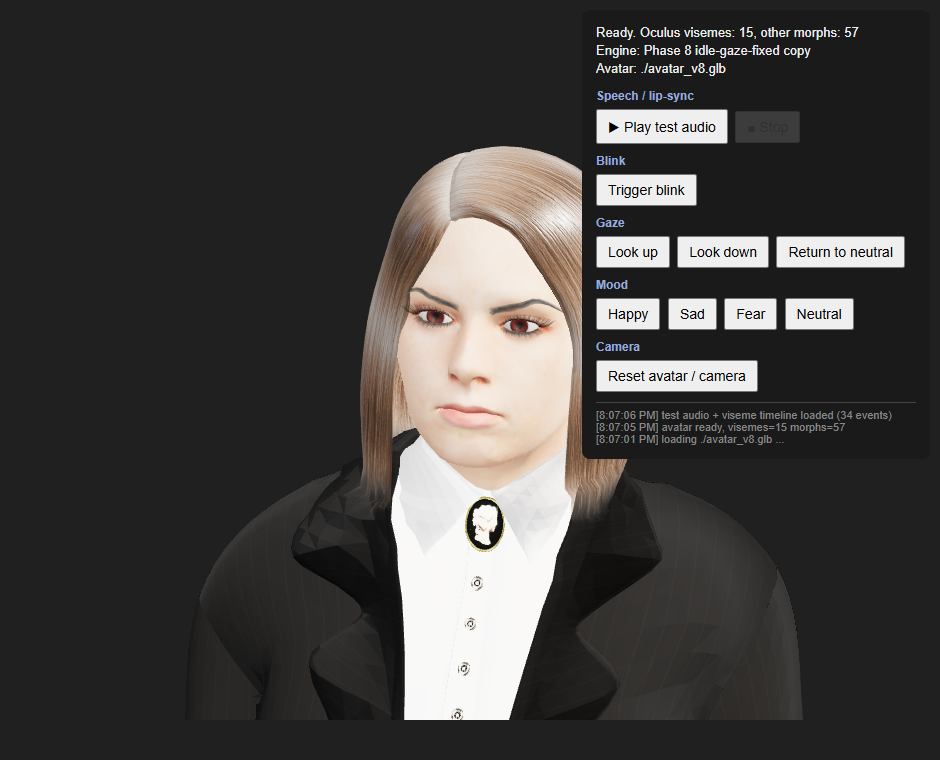 Ready. Oculus visemes: 15, other morphs: 57
Engine: Phase 8 idle-gaze-fixed copy
Avatar: ./avatar_v8.glb
Speech / lip-sync
▶ Play test audio ■ Stop
Blink
Trigger blink
Gaze
Look up Look down Return to neutral
Mood
Happy Sad Fear Neutral
Camera
Reset avatar / camera
[8:07:06 PM] test audio + viseme timeline loaded (34 events)
[8:07:05 PM] avatar ready, visemes=15 morphs=57
[8:07:01 PM] loading ./avatar_v8.glb ...